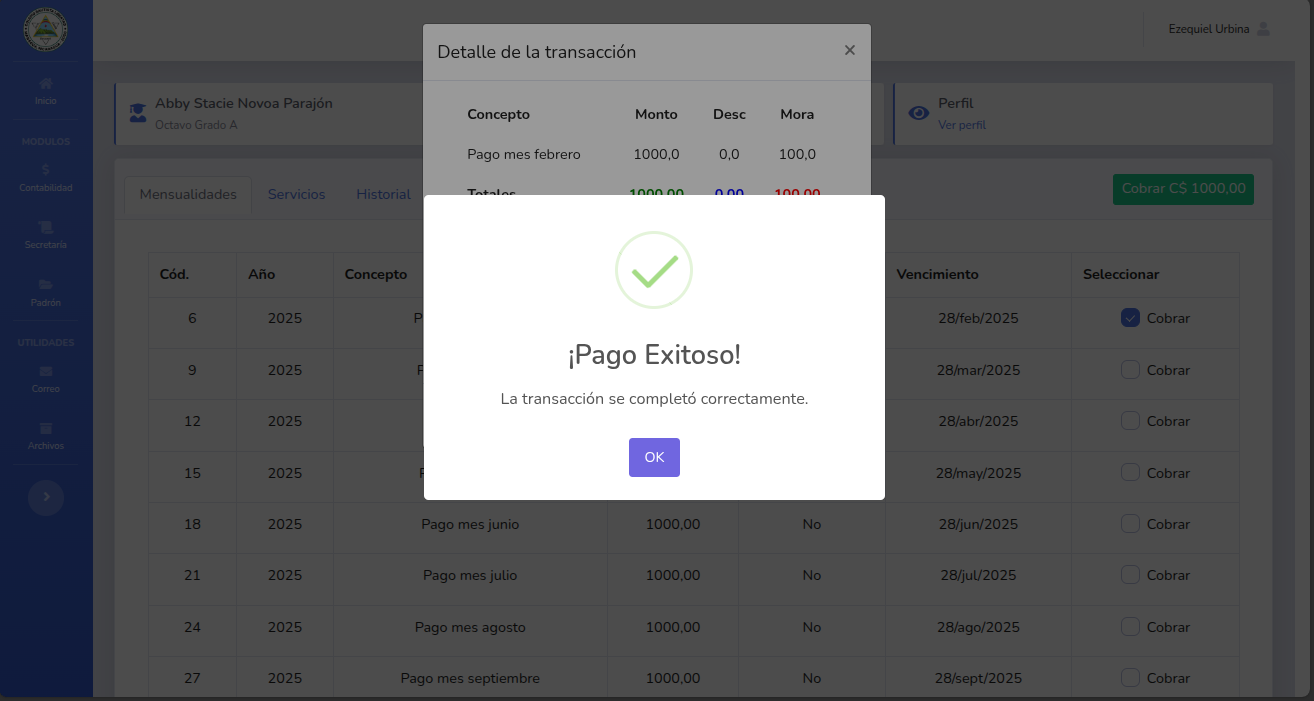 Ezequiel Urbina
Inicio
MODULOS
Contabilidad
Secretaría
Padrón
UTILIDADES
Correo
Archivos
Abby Stacie Novoa Parajón
Octavo Grado A
Perfil
Ver perfil
Mensualidades Servicios Historial
Cobrar C$ 1000,00
Detalle de la transacción ×
Concepto Monto Desc Mora
Pago mes febrero 1000,0 0,0 100,0
Totales 1000,00 0,00 100,00
¡Pago Exitoso!
La transacción se completó correctamente.
OK
Cód. Año Concepto Vencimiento Seleccionar
6 2025 P 28/feb/2025 Cobrar
9 2025 28/mar/2025 Cobrar
12 2025 28/abr/2025 Cobrar
15 2025 28/may/2025 Cobrar
18 2025 Pago mes junio 1000,00 No 28/jun/2025 Cobrar
21 2025 Pago mes julio 1000,00 No 28/jul/2025 Cobrar
24 2025 Pago mes agosto 1000,00 No 28/ago/2025 Cobrar
27 2025 Pago mes septiembre 1000,00 No 28/sept/2025 Cobrar